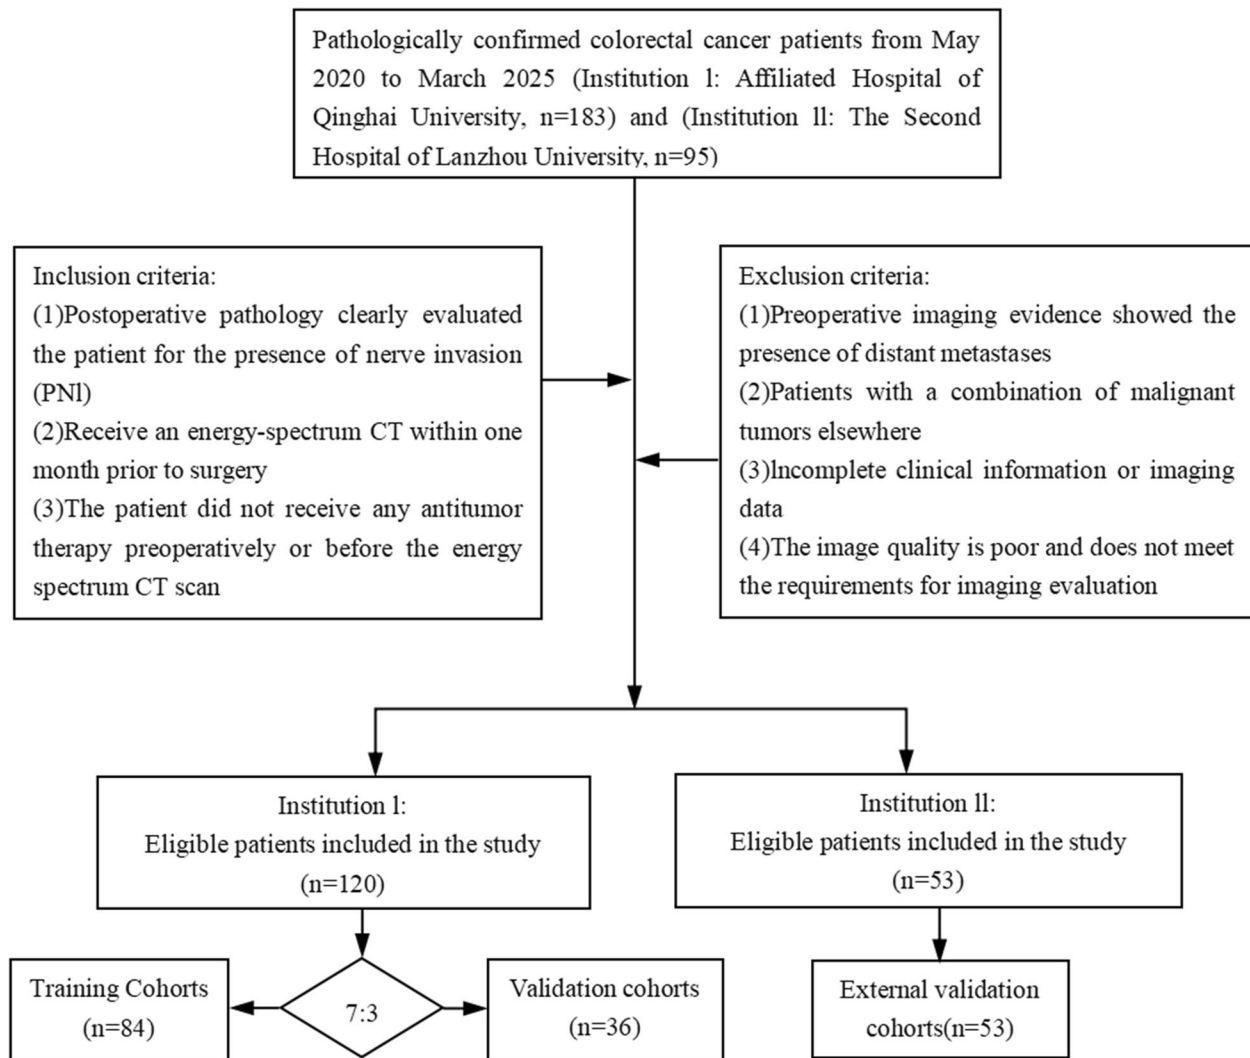 Pathologically confirmed colorectal cancer patients from May
2020 to March 2025 (Institution l: Affiliated Hospital of
Qinghai University, n=183) and (Institution ll: The Second
Hospital of Lanzhou University, n=95)
Inclusion criteria:
(1)Postoperative pathology clearly evaluated
the patient for the presence of nerve invasion
(PNl)
(2)Receive an energy-spectrum CT within one
month prior to surgery
(3)The patient did not receive any antitumor
therapy preoperatively or before the energy
spectrum CT scan
Exclusion criteria:
(1)Preoperative imaging evidence showed the
presence of distant metastases
(2)Patients with a combination of malignant
tumors elsewhere
(3)lncomplete clinical information or imaging
data
(4)The image quality is poor and does not meet
the requirements for imaging evaluation
Institution l:
Eligible patients included in the study
(n=120)
Institution ll:
Eligible patients included in the study
(n=53)
Training Cohorts
(n=84)
7:3
Validation cohorts
(n=36)
External validation
cohorts(n=53)